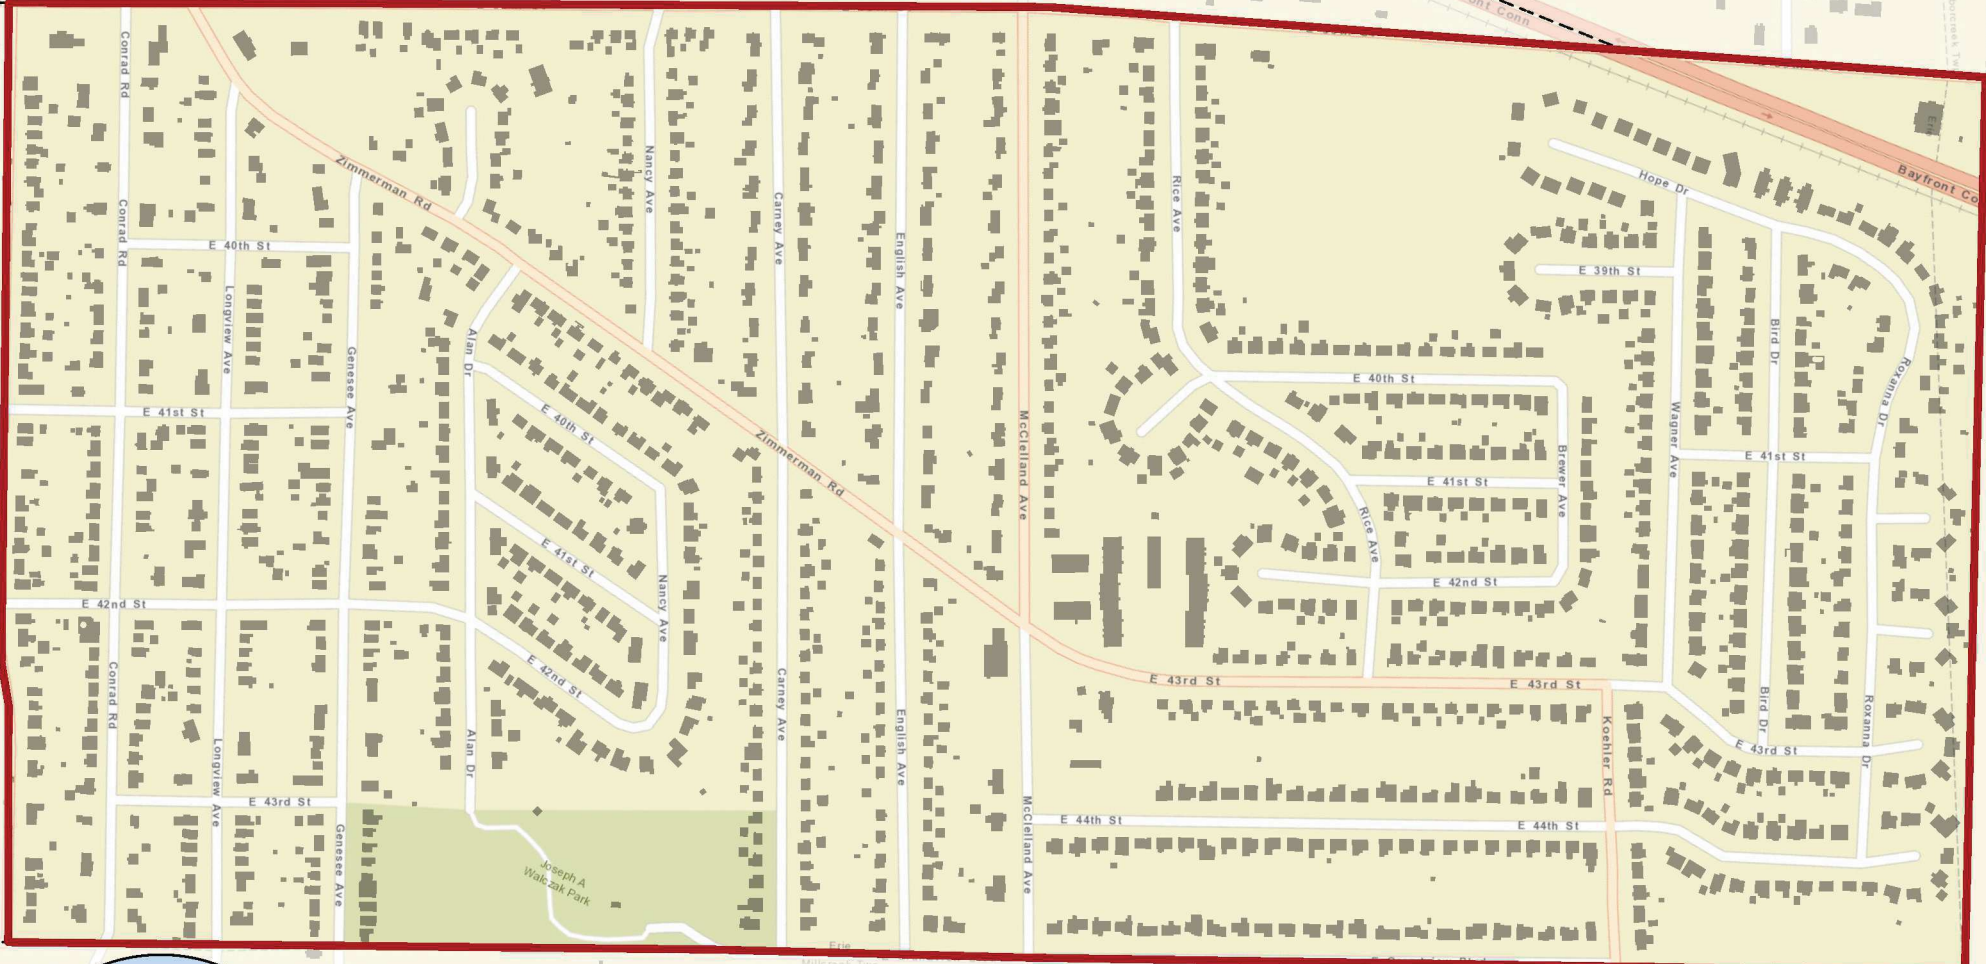 ont Conn
Conrad Rd
Bayfront Co
Erie
Zimmerman Rd
Nancy Ave
Carney Ave
Rice Ave
Hope Dr
Conrad Rd
E 40th St
English Ave
E 39th St
Longview Ave
Genesee Ave
Alan Dr
Bird Dr
Roxanna Dr
E 40th St
E 41st St
E 40th St
McClelland Ave
Wagner Ave
Zimmerman Rd
E 41st St
E 41st St
Brewer Ave
Rice Ave
E 41st St
Nancy Ave
E 42nd St
E 42nd St
E 42nd St
Conrad Rd
Carney Ave
E 43rd St
E 43rd St
English Ave
Bird Dr
Roxanna Dr
Koehler Rd
Longview Ave
Alan Dr
E 43rd St
E 43rd St
McClelland Ave
E 44th St
E 44th St
Genesee Ave
Joseph A
Walczak Park
Erie